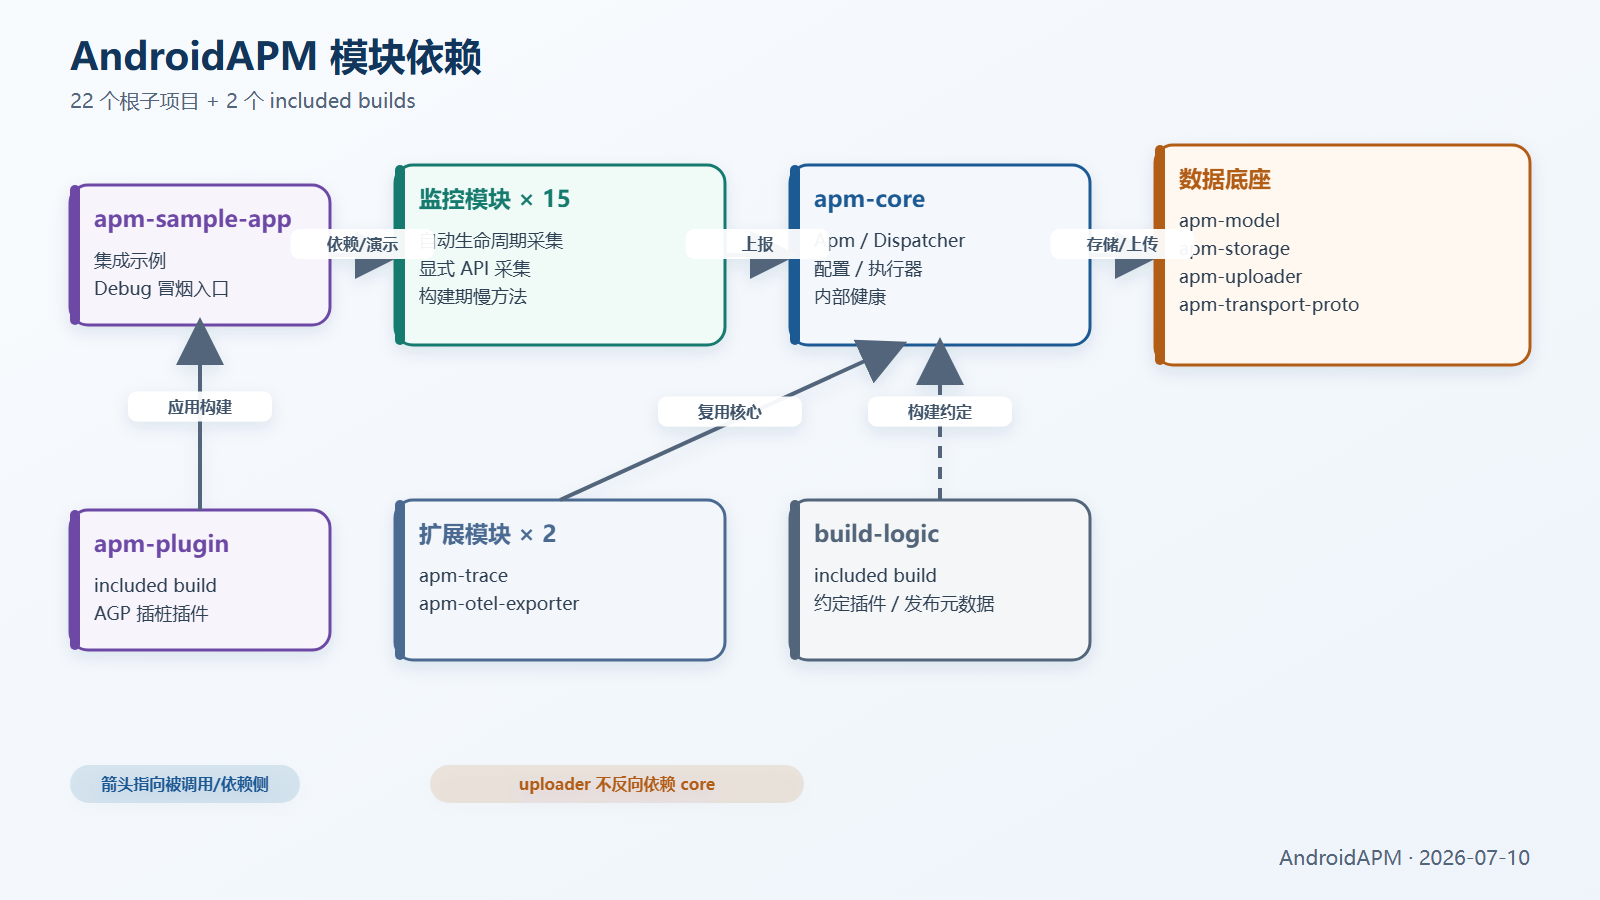 AndroidAPM 模块依赖
22 个根子项目 + 2 个 included builds
apm-sample-app
集成示例
Debug 冒烟入口
依赖/演示
监控模块 × 15
自动生命周期采集
显式 API 采集
构建期慢方法
上报
apm-core
Apm / Dispatcher
配置 / 执行器
内部健康
存储/上传
数据底座
apm-model
apm-storage
apm-uploader
apm-transport-proto
应用构建
复用核心
构建约定
apm-plugin
included build
AGP 插桩插件
扩展模块 × 2
apm-trace
apm-otel-exporter
build-logic
included build
约定插件 / 发布元数据
箭头指向被调用/依赖侧
uploader 不反向依赖 core
AndroidAPM · 2026-07-10